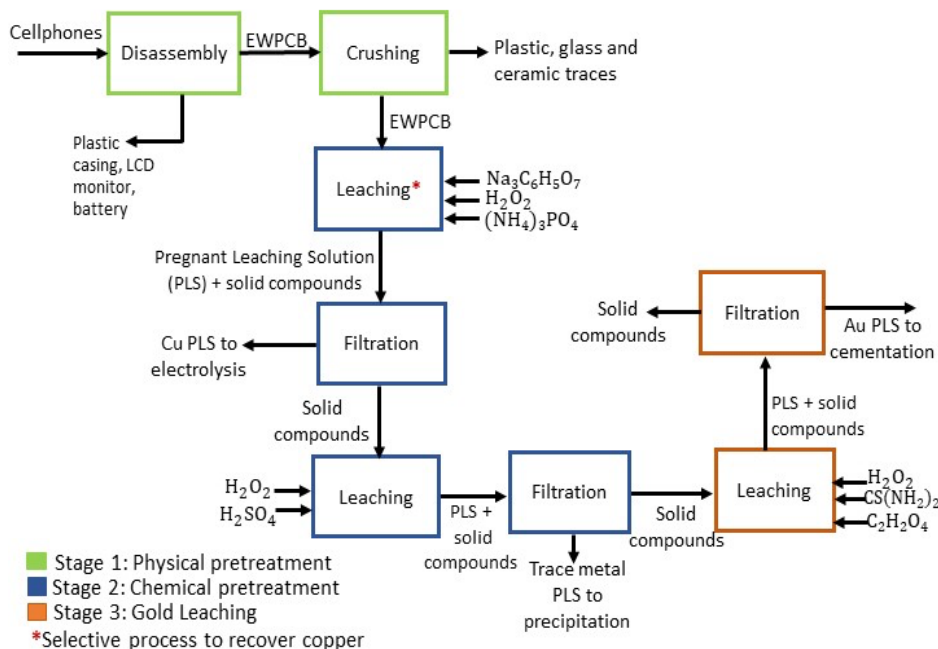 Cellphones
Disassembly
EWPCB
Crushing
Plastic, glass and
ceramic traces
Plastic
casing, LCD
monitor,
battery
EWPCB
Leaching*
Na₃C₆H₅O₇
H₂O₂
(NH₄)₃PO₄
Pregnant Leaching Solution
(PLS) + solid compounds
Filtration
Cu PLS to
electrolysis
Solid
compounds
H₂O₂
H₂SO₄
Leaching
PLS +
solid
compounds
Filtration
Trace metal
PLS to
precipitation
Solid
compounds
Leaching
H₂O₂
CS(NH₂)₂
C₂H₂O₄
PLS + solid
compounds
Filtration
Solid
compounds
Au PLS to
cementation
Stage 1: Physical pretreatment
Stage 2: Chemical pretreatment
Stage 3: Gold Leaching
*Selective process to recover copper